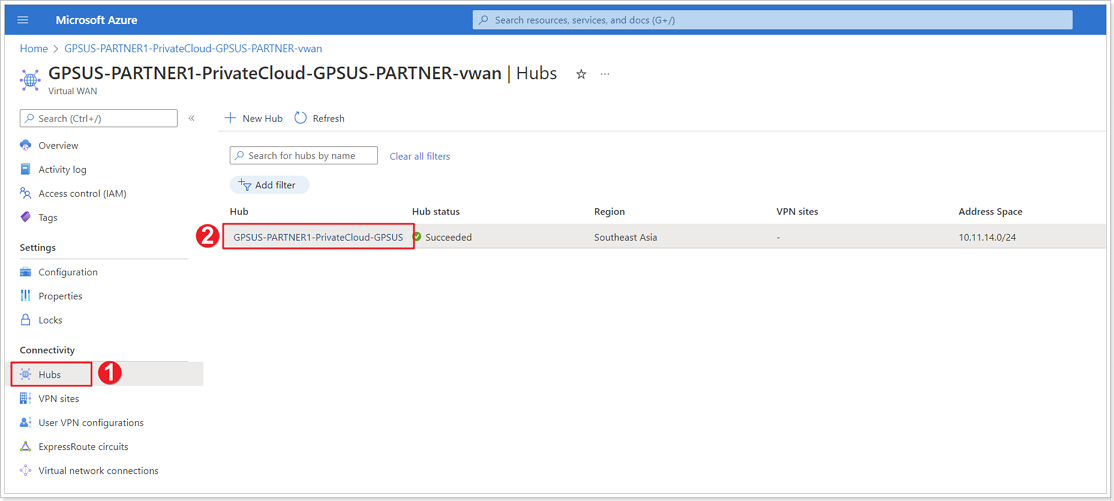 Microsoft Azure
Search resources, services, and docs (G+/)
Home > GPSUS-PARTNER1-PrivateCloud-GPSUS-PARTNER-vwan
GPSUS-PARTNER1-PrivateCloud-GPSUS-PARTNER-vwan | Hubs ☆ ...
Virtual WAN
Search (Ctrl+/) «
New Hub Refresh
Search for hubs by name Clear all filters
Add filter
Hub Hub status Region VPN sites Address Space
2 GPSUS-PARTNER1-PrivateCloud-GPSUS Succeeded Southeast Asia - 10.11.14.0/24
Overview
Activity log
Access control (IAM)
Tags
Settings
Configuration
Properties
Locks
Connectivity
Hubs 1
VPN sites
User VPN configurations
ExpressRoute circuits
Virtual network connections